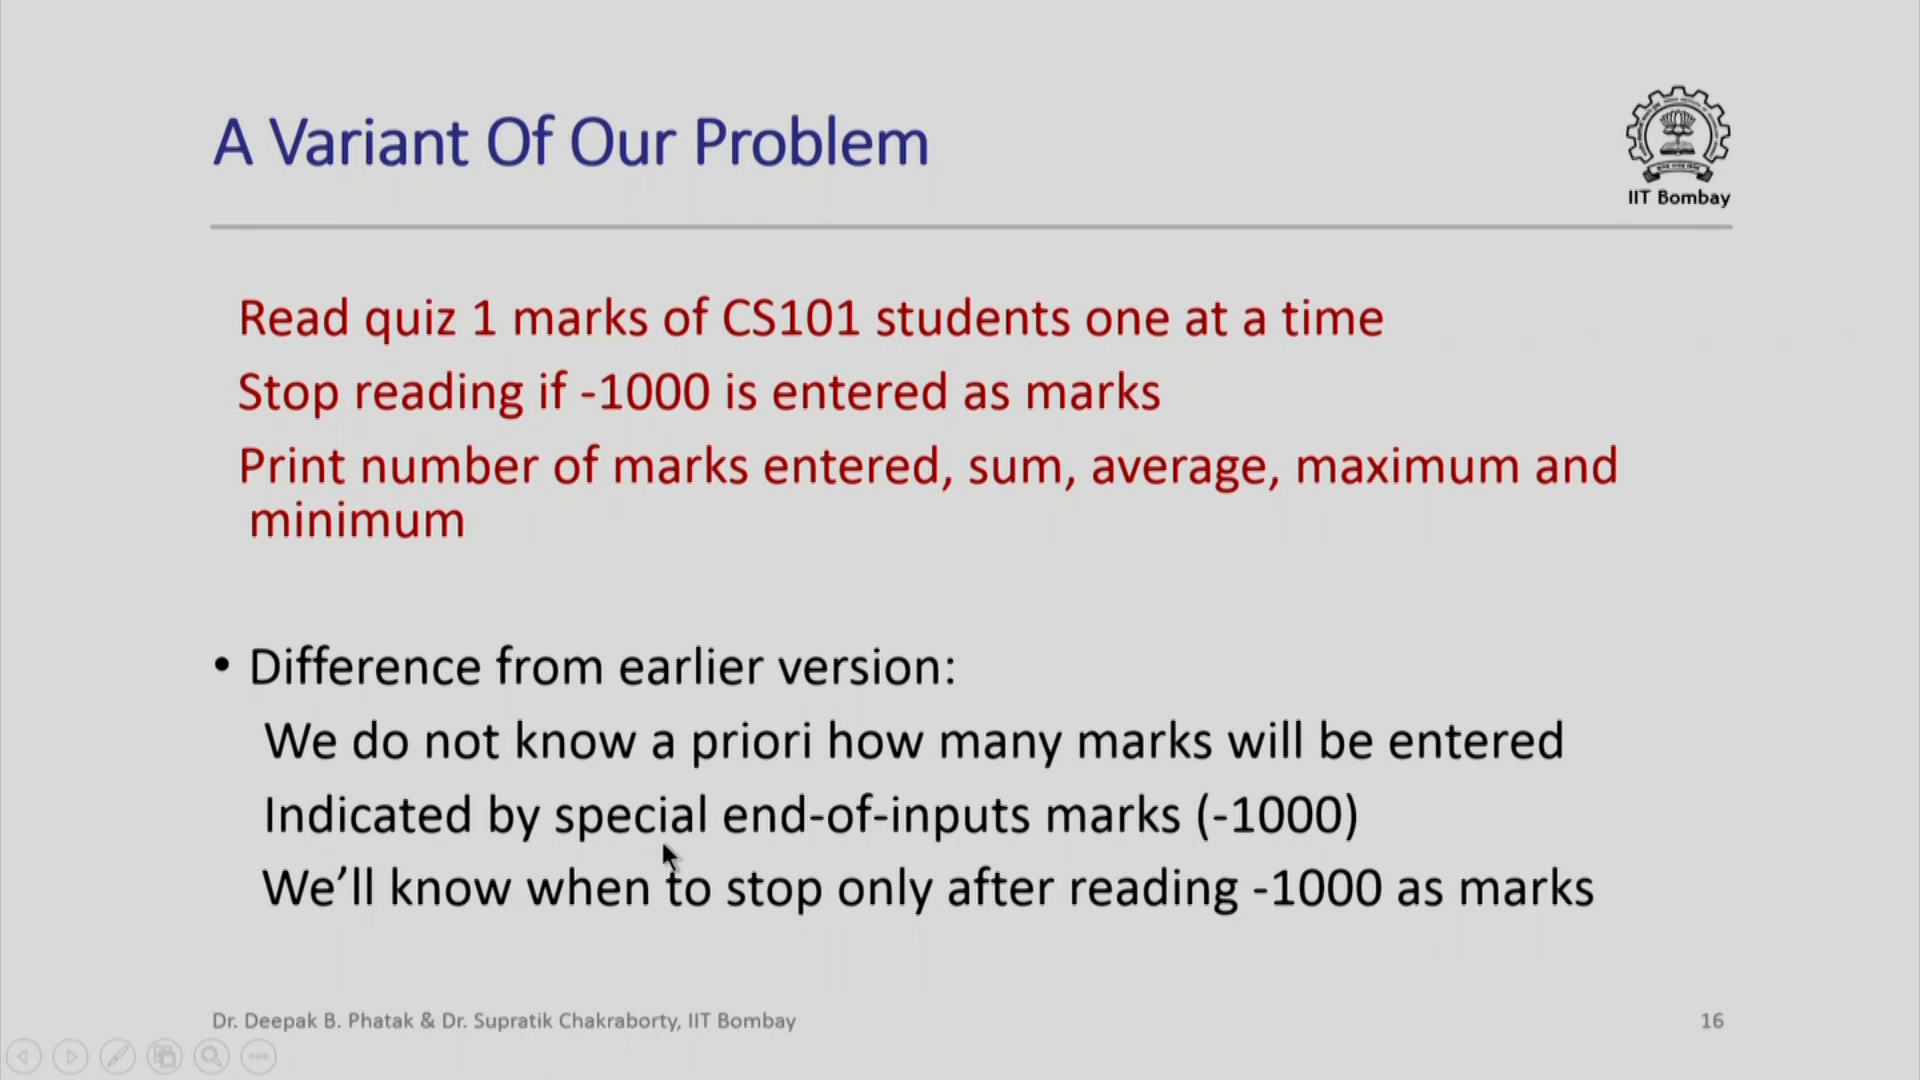 A Variant Of Our Problem
IIT Bombay
Read quiz 1 marks of CS101 students one at a time
Stop reading if -1000 is entered as marks
Print number of marks entered, sum, average, maximum and
minimum
• Difference from earlier version:
We do not know a priori how many marks will be entered
Indicated by special end-of-inputs marks (-1000)
We’ll know when to stop only after reading -1000 as marks
Dr. Deepak B. Phatak & Dr. Supratik Chakraborty, IIT Bombay
16